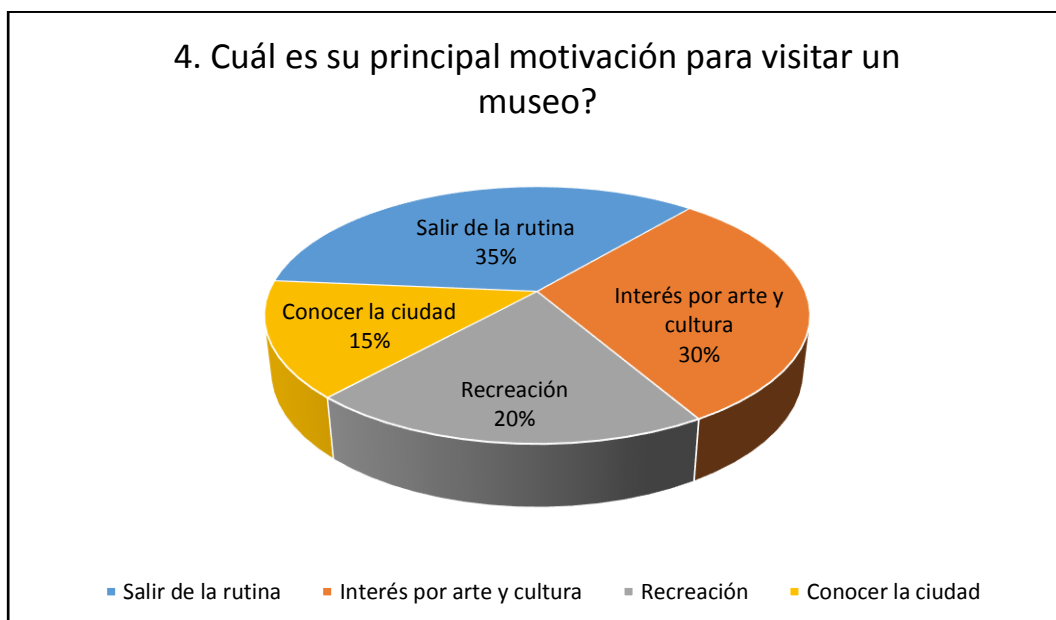 4. Cuál es su principal motivación para visitar un
museo?
Salir de la rutina
35%
Interés por arte y
cultura
30%
Conocer la ciudad
15%
Recreación
20%
Salir de la rutina
Interés por arte y cultura
Recreación
Conocer la ciudad